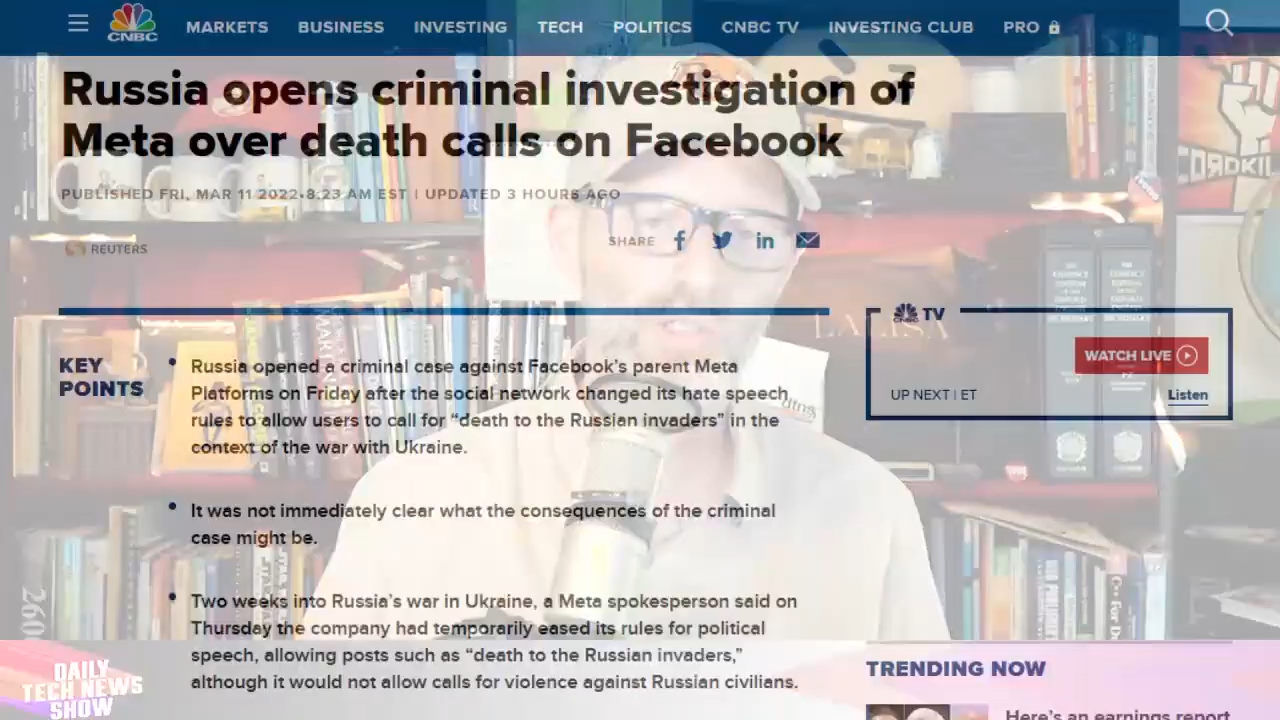 CNBC
MARKETS BUSINESS INVESTING TECH POLITICS CNBC TV INVESTING CLUB PRO
Russia opens criminal investigation of
Meta over death calls on Facebook
PUBLISHED FRI, MAR 11 2022•8:23 AM EST | UPDATED 3 HOURS AGO
REUTERS
SHARE
KEY
POINTS
• Russia opened a criminal case against Facebook’s parent Meta
Platforms on Friday after the social network changed its hate speech
rules to allow users to call for “death to the Russian invaders” in the
context of the war with Ukraine.
• It was not immediately clear what the consequences of the criminal
case might be.
• Two weeks into Russia’s war in Ukraine, a Meta spokesperson said on
Thursday the company had temporarily eased its rules for political
speech, allowing posts such as “death to the Russian invaders,”
although it would not allow calls for violence against Russian civilians.
TV
WATCH LIVE
UP NEXT | ET
Listen
TRENDING NOW
Here’s an earnings report
CORDKIL
dtns
2600
DAILY
TECH NEWS
SHOW